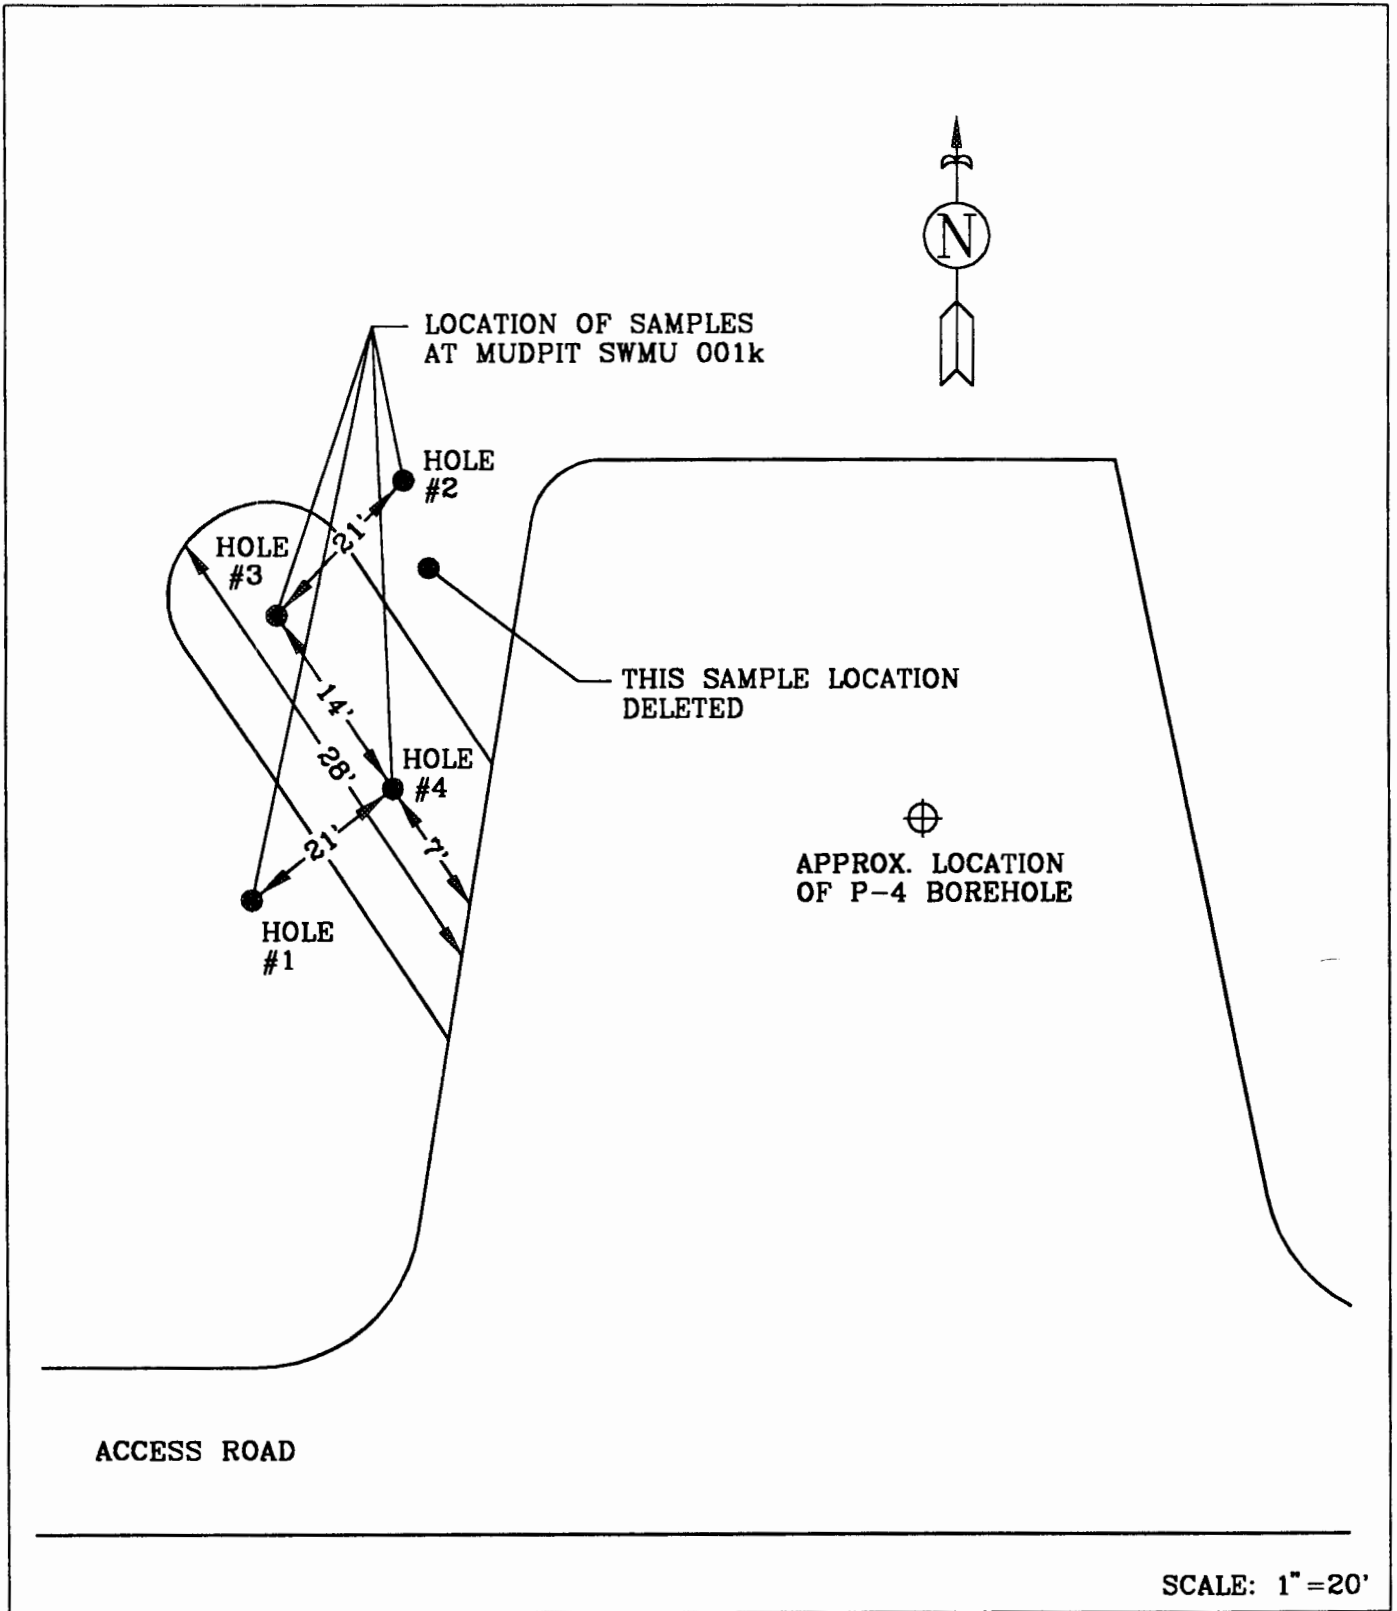 N
LOCATION OF SAMPLES
AT MUDPIT SWMU 001k
HOLE
#2
21'
HOLE
#3
THIS SAMPLE LOCATION
DELETED
14'
28'
HOLE
#4
21'
7'
APPROX. LOCATION
OF P-4 BOREHOLE
HOLE
#1
ACCESS ROAD
SCALE: 1"=20'